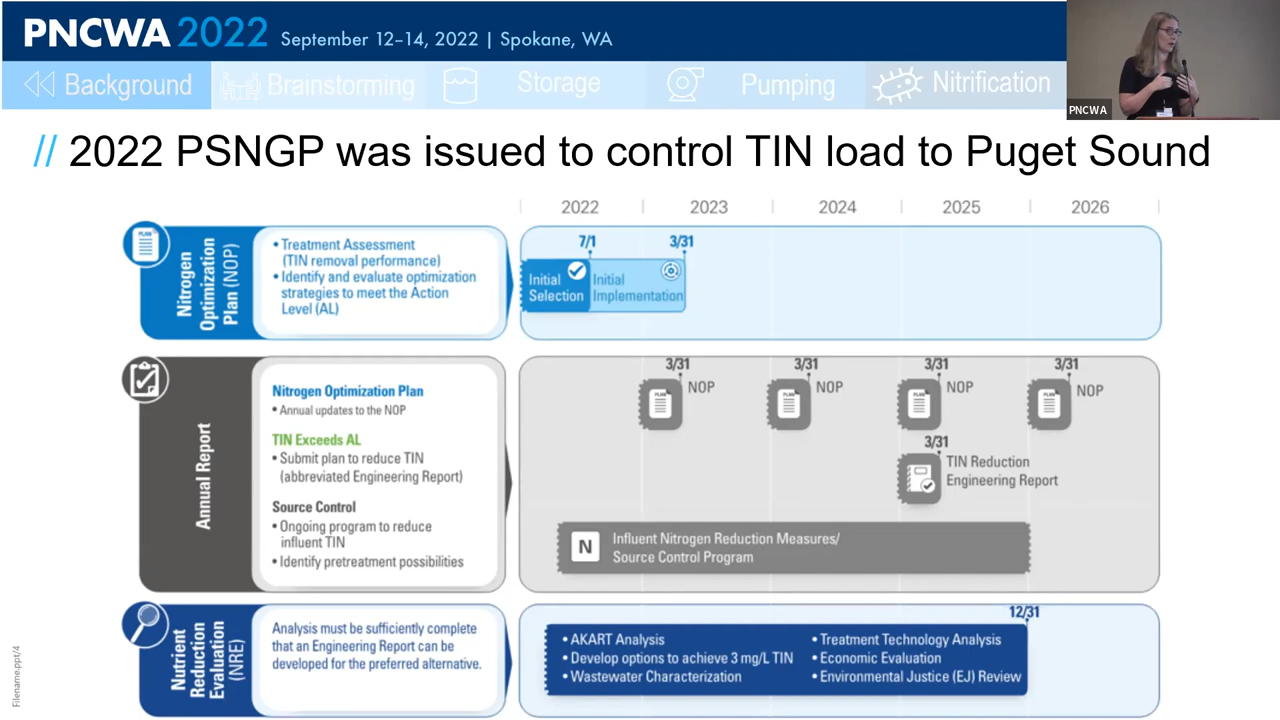 PNCWA 2022 September 12–14, 2022 | Spokane, WA
Background Brainstorming Storage Pumping Nitrification
PNCWA
// 2022 PSNGP was issued to control TIN load to Puget Sound
2022 2023 2024 2025 2026
Nitrogen
Optimization
Plan (NOP)
• Treatment Assessment
(TIN removal performance)
• Identify and evaluate optimization
strategies to meet the Action
Level (AL)
7/1 3/31
Initial
Selection
Initial
Implementation
Annual Report
Nitrogen Optimization Plan
• Annual updates to the NOP
TIN Exceeds AL
• Submit plan to reduce TIN
(abbreviated Engineering Report)
Source Control
• Ongoing program to reduce
influent TIN
• Identify pretreatment possibilities
3/31 3/31 3/31 3/31
PLAN NOP PLAN NOP PLAN NOP PLAN NOP
3/31
TIN Reduction
Engineering Report
N
Influent Nitrogen Reduction Measures/
Source Control Program
Nutrient
Reduction
Evaluation
(NRE)
Analysis must be sufficiently complete
that an Engineering Report can be
developed for the preferred alternative.
12/31
• AKART Analysis
• Develop options to achieve 3 mg/L TIN
• Wastewater Characterization
• Treatment Technology Analysis
• Economic Evaluation
• Environmental Justice (EJ) Review
Filename.ppt/4